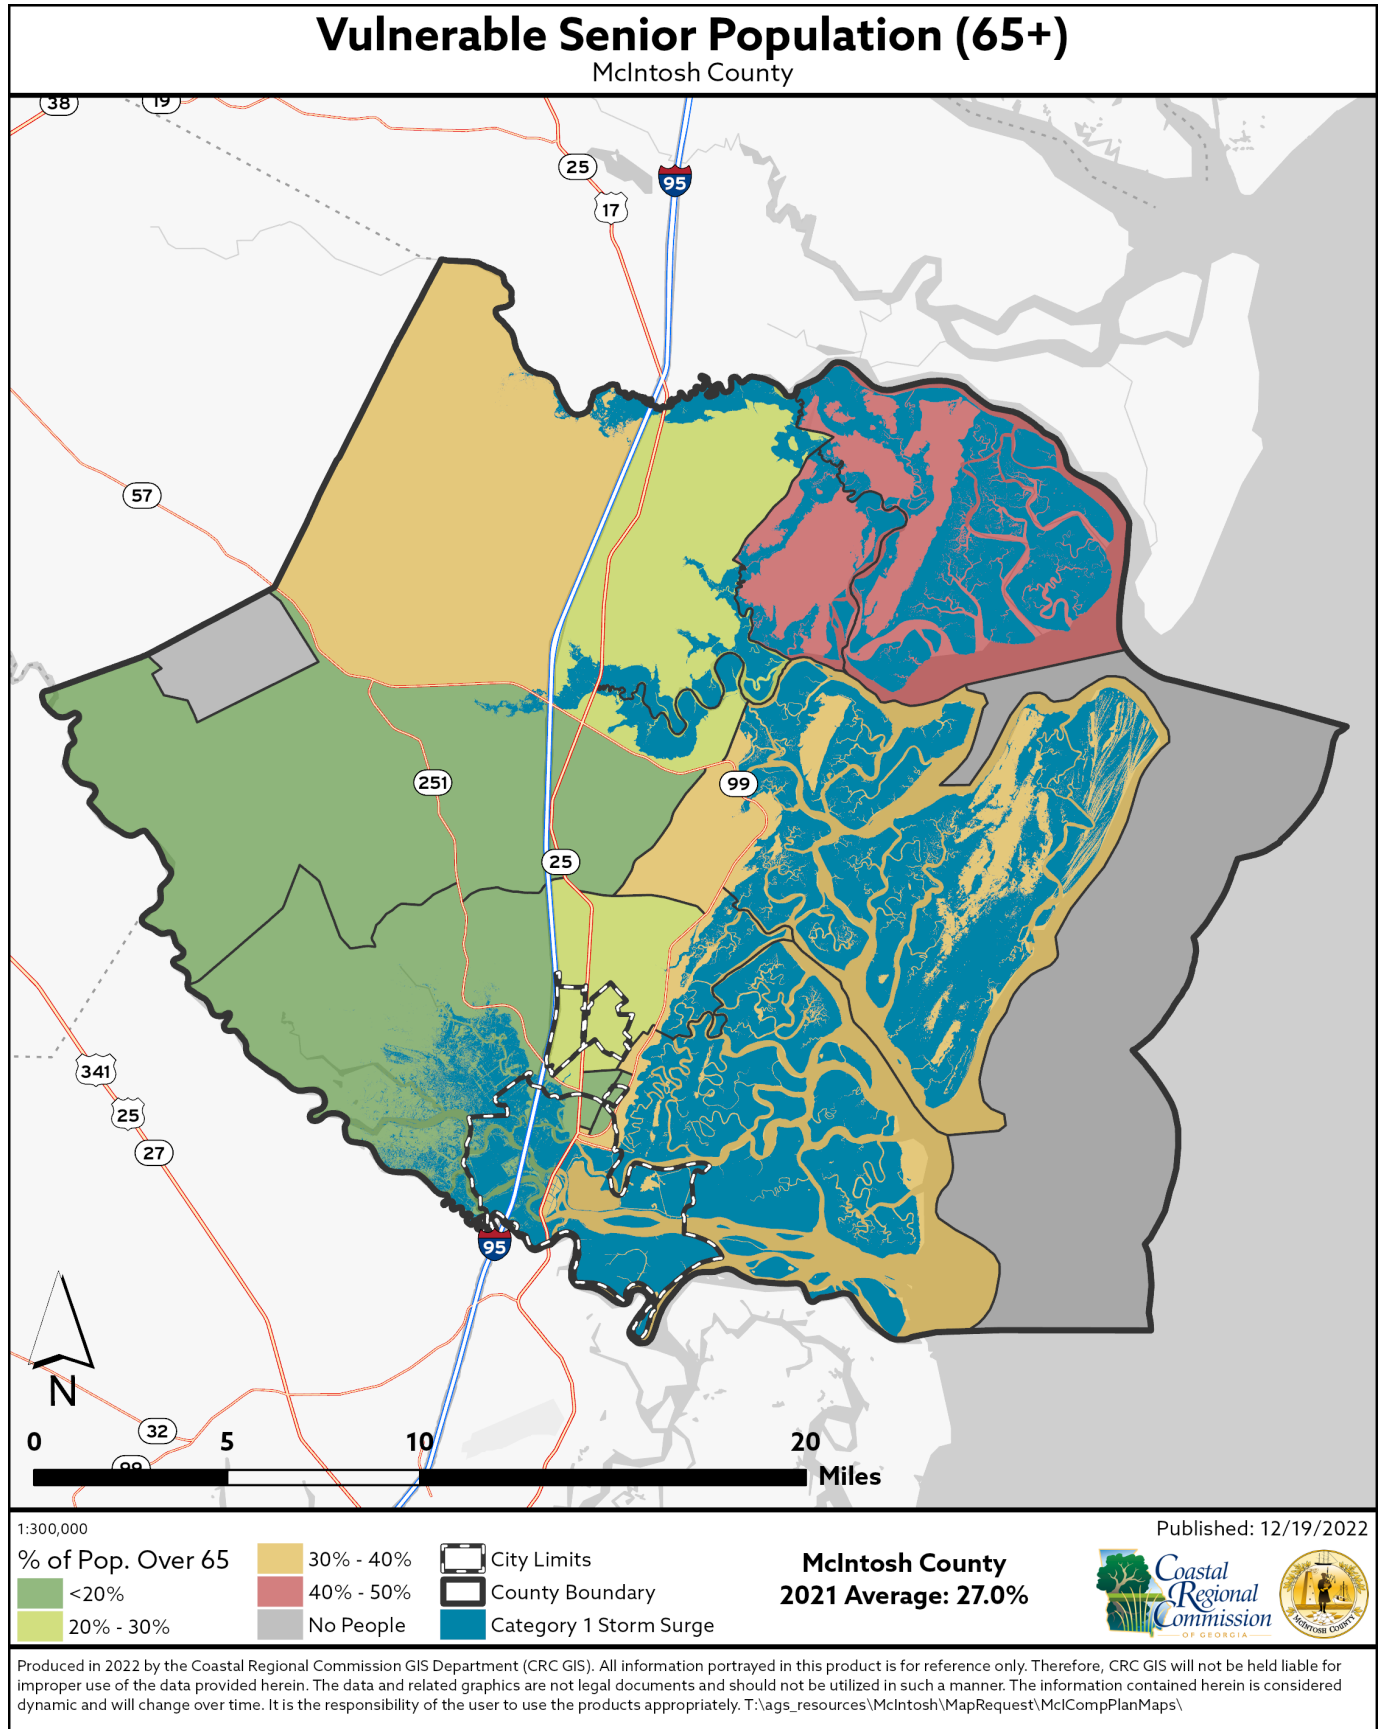 Vulnerable Senior Population (65+)
McIntosh County
38
19
25
17
95
57
251
99
25
341
25
27
95
32
99
N
0 5 10 20
Miles
1:300,000
% of Pop. Over 65
<20%
20% - 30%
30% - 40%
40% - 50%
No People
City Limits
County Boundary
Category 1 Storm Surge
McIntosh County
2021 Average: 27.0%
Published: 12/19/2022
Coastal
Regional
Commission
OF GEORGIA
McINTOSH COUNTY
Produced in 2022 by the Coastal Regional Commission GIS Department (CRC GIS). All information portrayed in this product is for reference only. Therefore, CRC GIS will not be held liable for
improper use of the data provided herein. The data and related graphics are not legal documents and should not be utilized in such a manner. The information contained herein is considered
dynamic and will change over time. It is the responsibility of the user to use the products appropriately. T:\ags_resources\McIntosh\MapRequest\McICompPlanMaps\